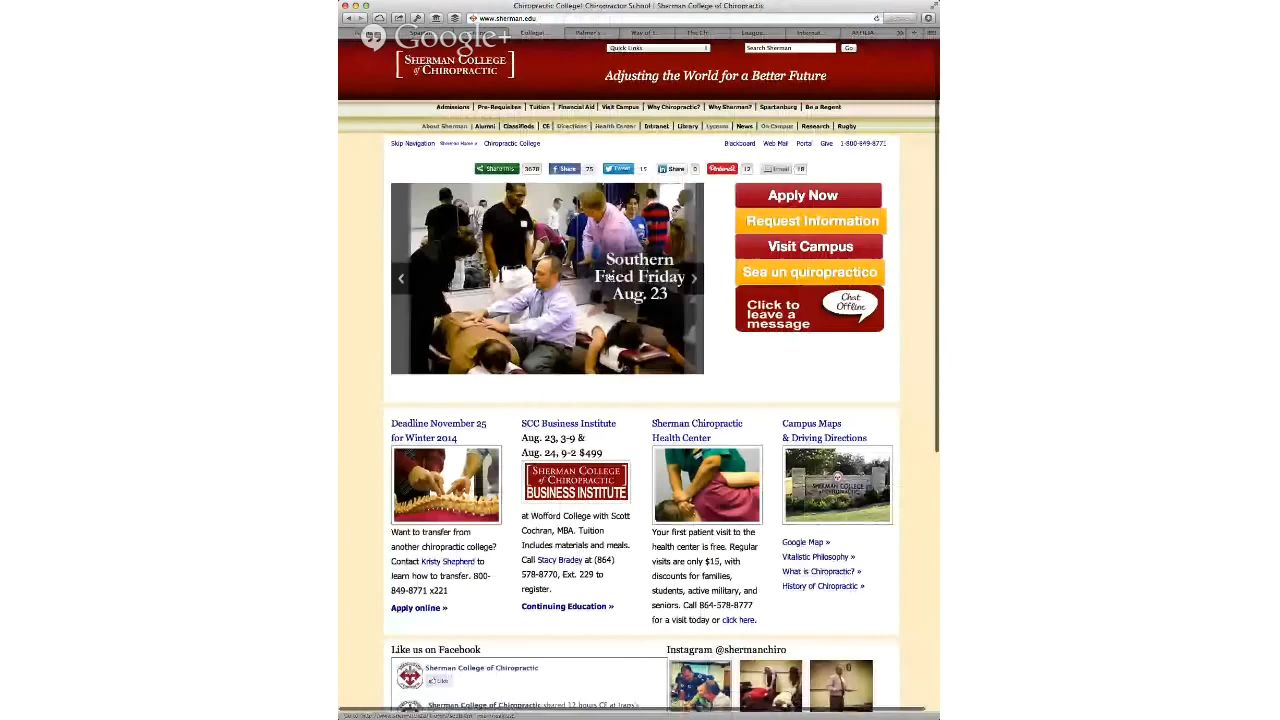 Chiropractic College| Chiropractor School | Sherman College of Chiropractic
www.sherman.edu
Google+
Colleg... Palmer's Way of S... The Chi League... Internat...
SHERMAN COLLEGE
of CHIROPRACTIC
Quick Links
Search Sherman Go
Adjusting the World for a Better Future
Admissions | Pre-Requisites | Tuition | Financial Aid | Visit Campus | Why Chiropractic? | Why Sherman? | Spartanburg | Be a Regent
About Sherman | Alumni | Classifieds | CE | Directions | Health Center | Intranet | Library | Lyceum | News | On Campus | Research | Rugby
Skip Navigation Sherman Home » Chiropractic College
Blackboard Web Mail Portal Give 1-800-849-8771
ShareThis 3678 Share 75 Tweet 15 Share 0 Pinterest 12 Email 18
Southern
Fried Friday
Aug. 23
Apply Now
Request Information
Visit Campus
Sea un quiropractico
Click to
leave a
message
Chat
Offline
Deadline November 25
for Winter 2014
Want to transfer from
another chiropractic college?
Contact Kristy Shepherd to
learn how to transfer. 800-
849-8771 x221
Apply online »
SCC Business Institute
Aug. 23, 3-9 &
Aug. 24, 9-2 $499
SHERMAN COLLEGE
of CHIROPRACTIC
BUSINESS INSTITUTE
at Wofford College with Scott
Cochran, MBA. Tuition
Includes materials and meals.
Call Stacy Bradey at (864)
578-8770, Ext. 229 to
register.
Continuing Education »
Sherman Chiropractic
Health Center
Your first patient visit to the
health center is free. Regular
visits are only $15, with
discounts for families,
students, active military, and
seniors. Call 864-578-8777
for a visit today or click here.
Campus Maps
& Driving Directions
SHERMAN COLLEGE
Google Map »
Vitalistic Philosophy »
What is Chiropractic? »
History of Chiropractic »
Like us on Facebook
Sherman College of Chiropractic
Like
Sherman College of Chiropractic shared 12 hours CE at Iraq's
Instagram @shermanchiro